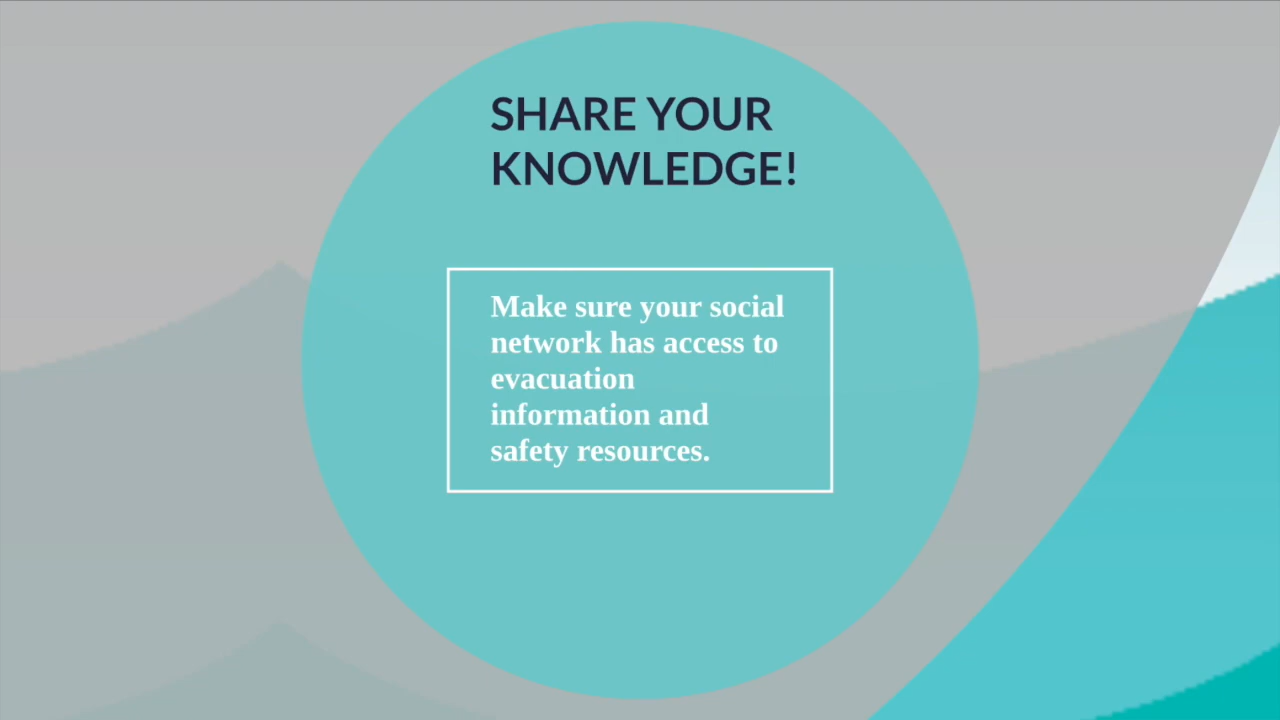 SHARE YOUR
KNOWLEDGE!
Make sure your social
network has access to
evacuation
information and
safety resources.